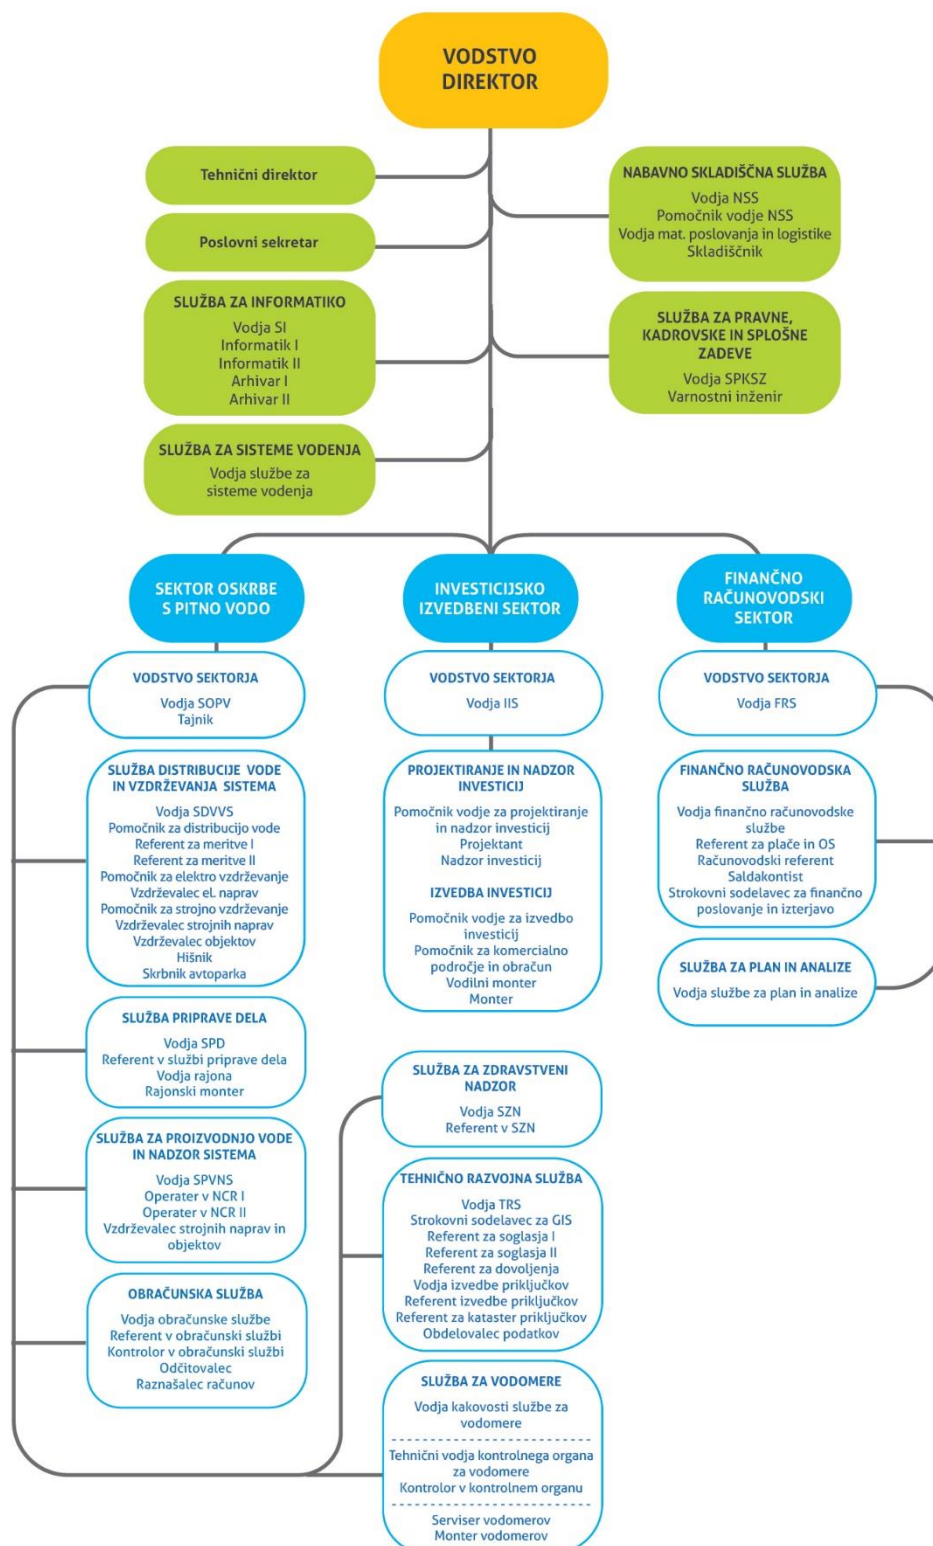 VODSTVO
DIREKTOR
Tehnični direktor
Poslovni sekretar
SLUŽBA ZA INFORMATIKO
Vodja SI
Informatik I
Informatik II
Arhivar I
Arhivar II
SLUŽBA ZA SISTEME VODENJA
Vodja službe za
sisteme vodenja
NABAVNO SKLADIŠČNA SLUŽBA
Vodja NSS
Pomočnik vodje NSS
Vodja mat. poslovanja in logistike
Skladiščnik
SLUŽBA ZA PRAVNE,
KADROVSKE IN SPLOŠNE
ZADEVE
Vodja SPKSZ
Varnostni inženir
SEKTOR OSKRBE
S PITNO VODO
VODSTVO SEKTORJA
Vodja SOPV
Tajnik
SLUŽBA DISTRIBUCIJE VODE
IN VZDRŽEVANJA SISTEMA
Vodja SDVVS
Pomočnik za distribucijo vode
Referent za meritve I
Referent za meritve II
Pomočnik za elektro vzdrževanje
Vzdrževalec el. naprav
Pomočnik za strojno vzdrževanje
Vzdrževalec strojnih naprav
Vzdrževalec objektov
Hišnik
Skrbnik avtoparka
SLUŽBA PRIPRAVE DELA
Vodja SPD
Referent v službi priprave dela
Vodja rajona
Rajonski monter
SLUŽBA ZA PROIZVODNJO VODE
IN NADZOR SISTEMA
Vodja SPVNS
Operater v NCR I
Operater v NCR II
Vzdrževalec strojnih naprav in
objektov
OBRAČUNSKA SLUŽBA
Vodja obračunske službe
Referent v obračunski službi
Kontrolor v obračunski službi
Odčitovalec
Raznašalec računov
INVESTICIJSKO
IZVEDBENI SEKTOR
VODSTVO SEKTORJA
Vodja IIS
PROJEKTIRANJE IN NADZOR
INVESTICIJ
Pomočnik vodje za projektiranje
in nadzor investicij
Projektant
Nadzor investicij
IZVEDBA INVESTICIJ
Pomočnik vodje za izvedbo
investicij
Pomočnik za komercialno
področje in obračun
Vodilni monter
Monter
SLUŽBA ZA ZDRAVSTVENI
NADZOR
Vodja SZN
Referent v SZN
TEHNIČNO RAZVOJNA SLUŽBA
Vodja TRS
Strokovni sodelavec za GIS
Referent za soglasja I
Referent za soglasja II
Referent za dovoljenja
Vodja izvedbe priključkov
Referent izvedbe priključkov
Referent za kataster priključkov
Obdelovalec podatkov
SLUŽBA ZA VODOMERE
Vodja kakovosti službe za
vodomere
Tehnični vodja kontrolnega organa
za vodomere
Kontrolor v kontrolnem organu
Serviser vodomerov
Monter vodomerov
FINANČNO
RAČUNOVODSKI
SEKTOR
VODSTVO SEKTORJA
Vodja FRS
FINANČNO RAČUNOVODSKA
SLUŽBA
Vodja finančno računovodske
službe
Referent za plače in OS
Računovodski referent
Saldakontist
Strokovni sodelavec za finančno
poslovanje in izterjavo
SLUŽBA ZA PLAN IN ANALIZE
Vodja službe za plan in analize